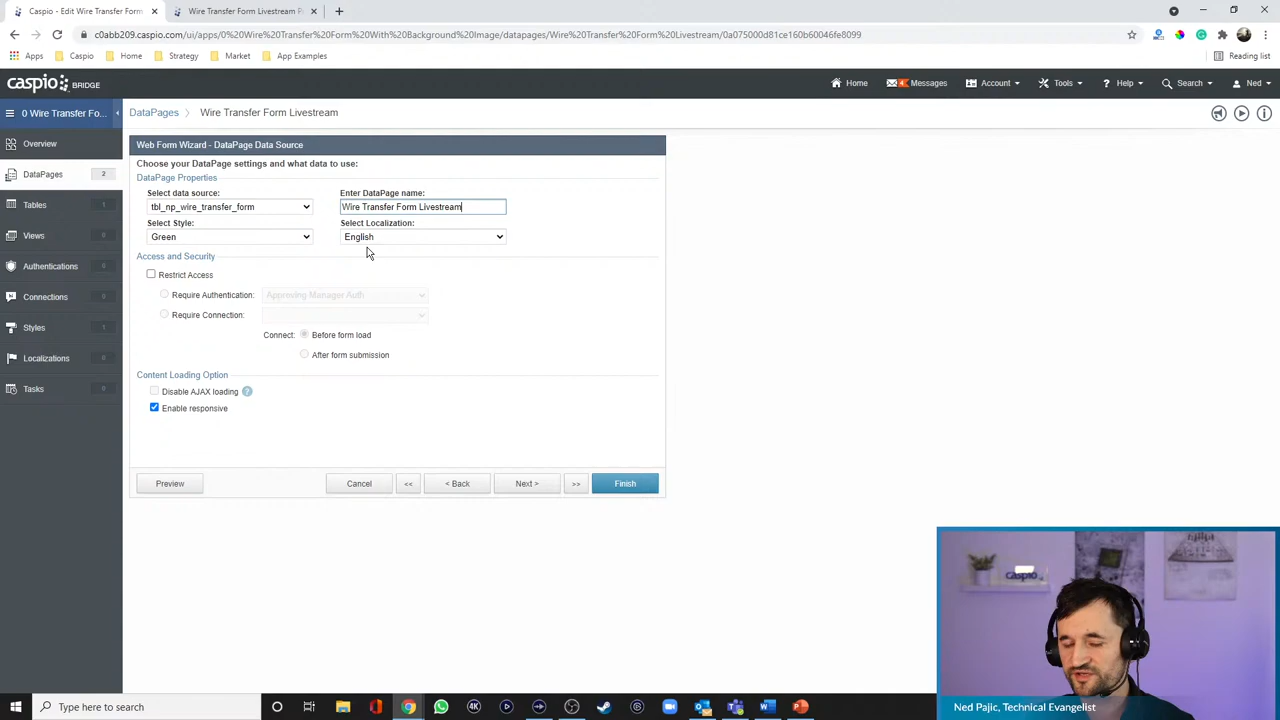 Caspio - Edit Wire Transfer Form
Wire Transfer Form Livestream P
c0abb209.caspio.com/ui/apps/0%20Wire%20Transfer%20Form%20With%20Background%20Image/datapages/Wire%20Transfer%20Form%20Livestream/0a075000d81ce160b60046fe8099
Apps
Caspio
Home
Strategy
Market
App Examples
Reading list
caspio BRIDGE
Home
Messages
Account
Tools
Help
Search
Ned
0 Wire Transfer Fo...
DataPages
Wire Transfer Form Livestream
Overview
DataPages 2
Tables 1
Views 0
Authentications 0
Connections 0
Styles 1
Localizations 0
Tasks 0
Web Form Wizard - DataPage Data Source
Choose your DataPage settings and what data to use:
DataPage Properties
Select data source:
Enter DataPage name:
tbl_np_wire_transfer_form
Wire Transfer Form Livestream
Select Style:
Select Localization:
Green
English
Access and Security
Restrict Access
Require Authentication:
Approving Manager Auth
Require Connection:
Connect:
Before form load
After form submission
Content Loading Option
Disable AJAX loading ?
Enable responsive
Preview
Cancel
<<
< Back
Next >
>>
Finish
caspio
Ned Pajic, Technical Evangelist
Type here to search
4K